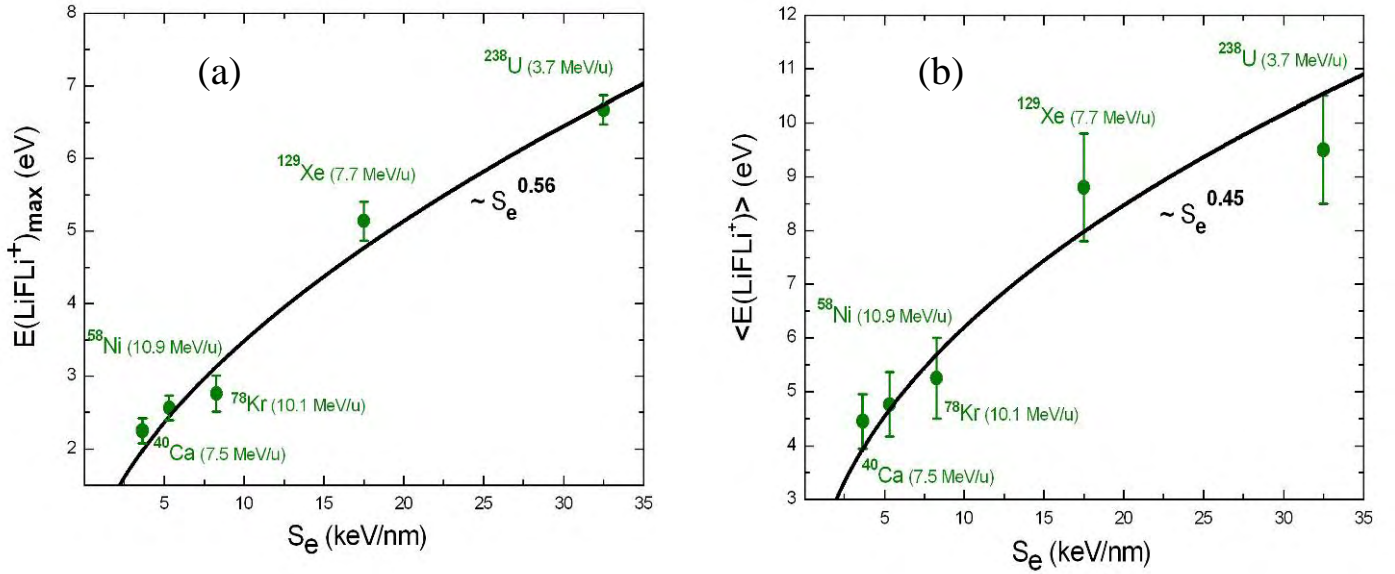 (a)
E(LiFLi⁺)max (eV)
8
7
6
5
4
3
2
²³⁸U (3.7 MeV/u)
¹²⁹Xe (7.7 MeV/u)
~ Se^0.56
⁵⁸Ni (10.9 MeV/u)
⁷⁸Kr (10.1 MeV/u)
⁴⁰Ca (7.5 MeV/u)
5 10 15 20 25 30 35
Se (keV/nm)
(b)
<E(LiFLi⁺)> (eV)
12
11
10
9
8
7
6
5
4
3
²³⁸U (3.7 MeV/u)
¹²⁹Xe (7.7 MeV/u)
~ Se^0.45
⁵⁸Ni (10.9 MeV/u)
⁷⁸Kr (10.1 MeV/u)
⁴⁰Ca (7.5 MeV/u)
5 10 15 20 25 30 35
Se (keV/nm)